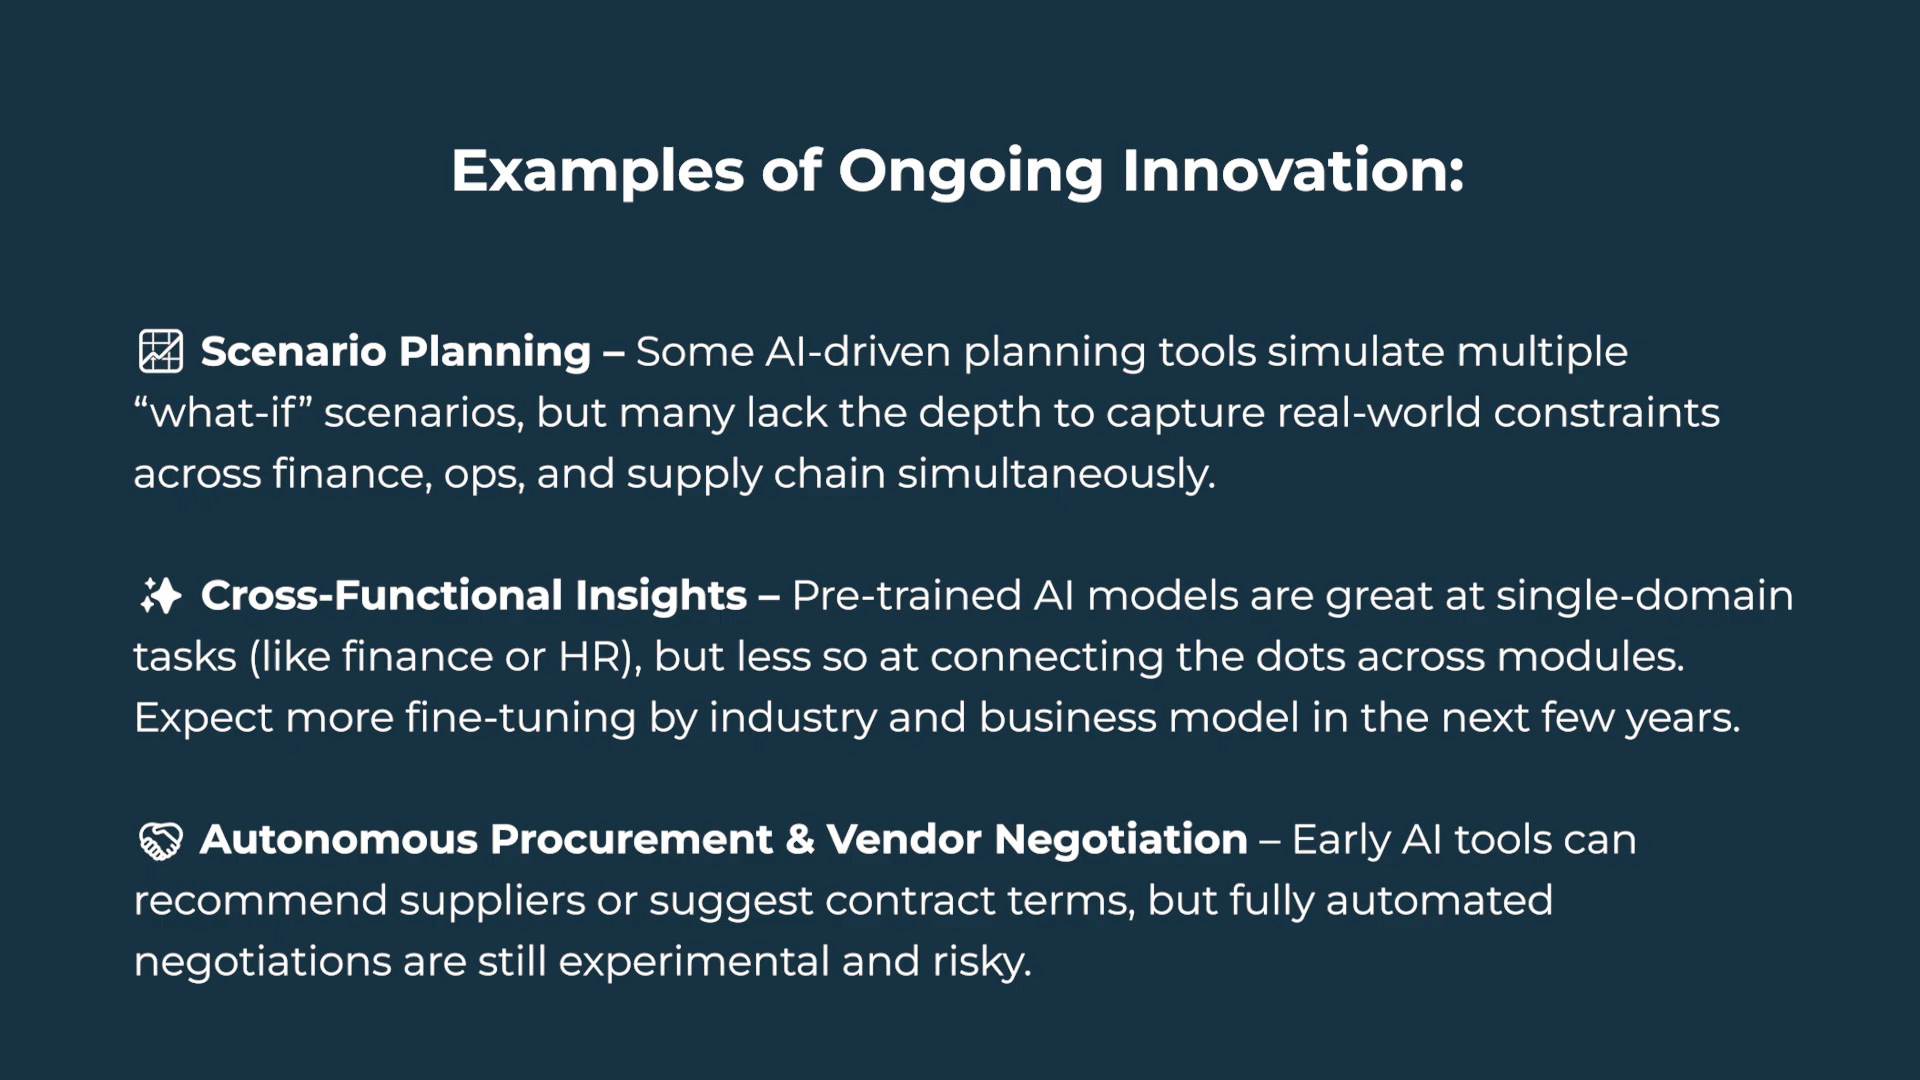 Examples of Ongoing Innovation:
Scenario Planning – Some AI-driven planning tools simulate multiple
“what-if” scenarios, but many lack the depth to capture real-world constraints
across finance, ops, and supply chain simultaneously.
Cross-Functional Insights – Pre-trained AI models are great at single-domain
tasks (like finance or HR), but less so at connecting the dots across modules.
Expect more fine-tuning by industry and business model in the next few years.
Autonomous Procurement & Vendor Negotiation – Early AI tools can
recommend suppliers or suggest contract terms, but fully automated
negotiations are still experimental and risky.